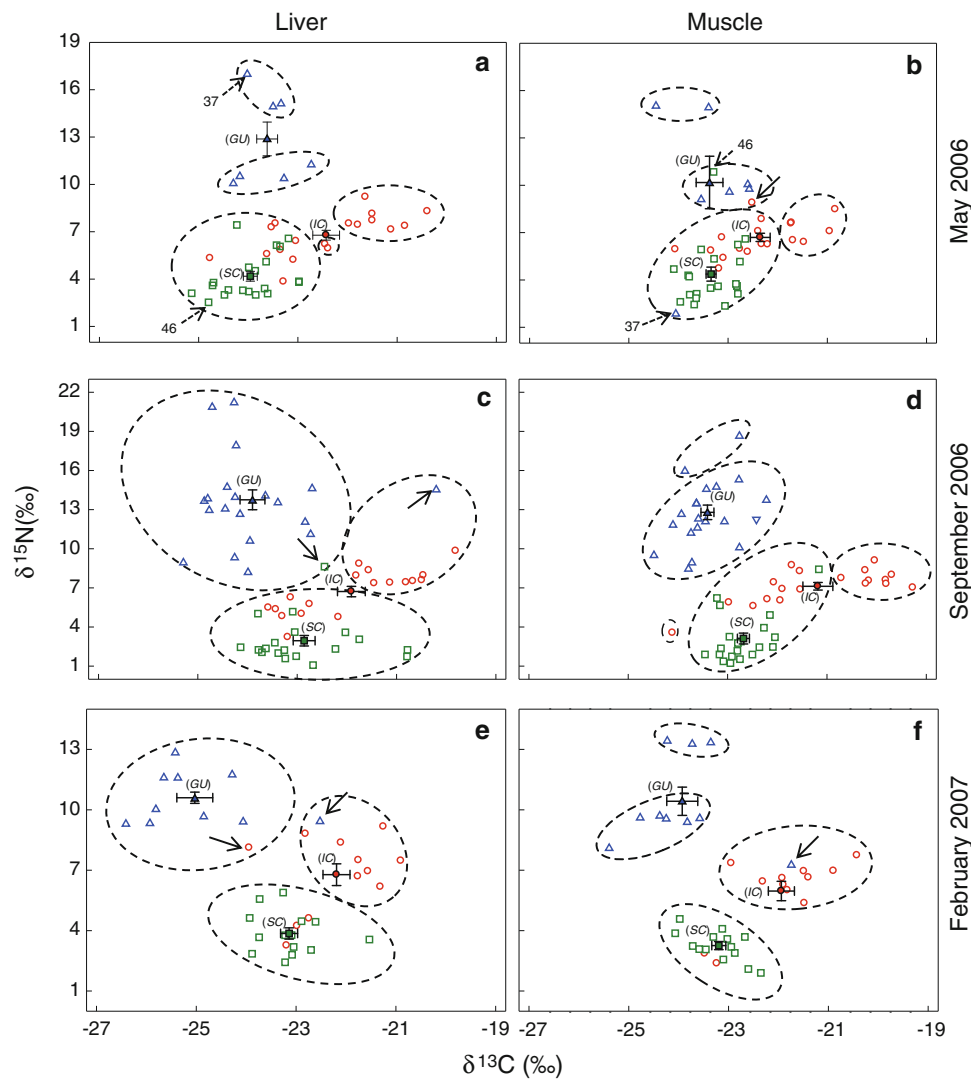 Liver
Muscle
19
16
13
10
7
4
1
a
37
(GU)
(IC)
(SC)
46
b
46
(GU)
(IC)
(SC)
37
May 2006
22
19
16
13
10
7
4
1
c
(GU)
(IC)
(SC)
d
(GU)
(IC)
(SC)
September 2006
δ15N(‰)
13
10
7
4
1
e
(GU)
(IC)
(SC)
f
(GU)
(IC)
(SC)
February 2007
-27 -25 -23 -21 -19
-27 -25 -23 -21 -19
δ13C (‰)